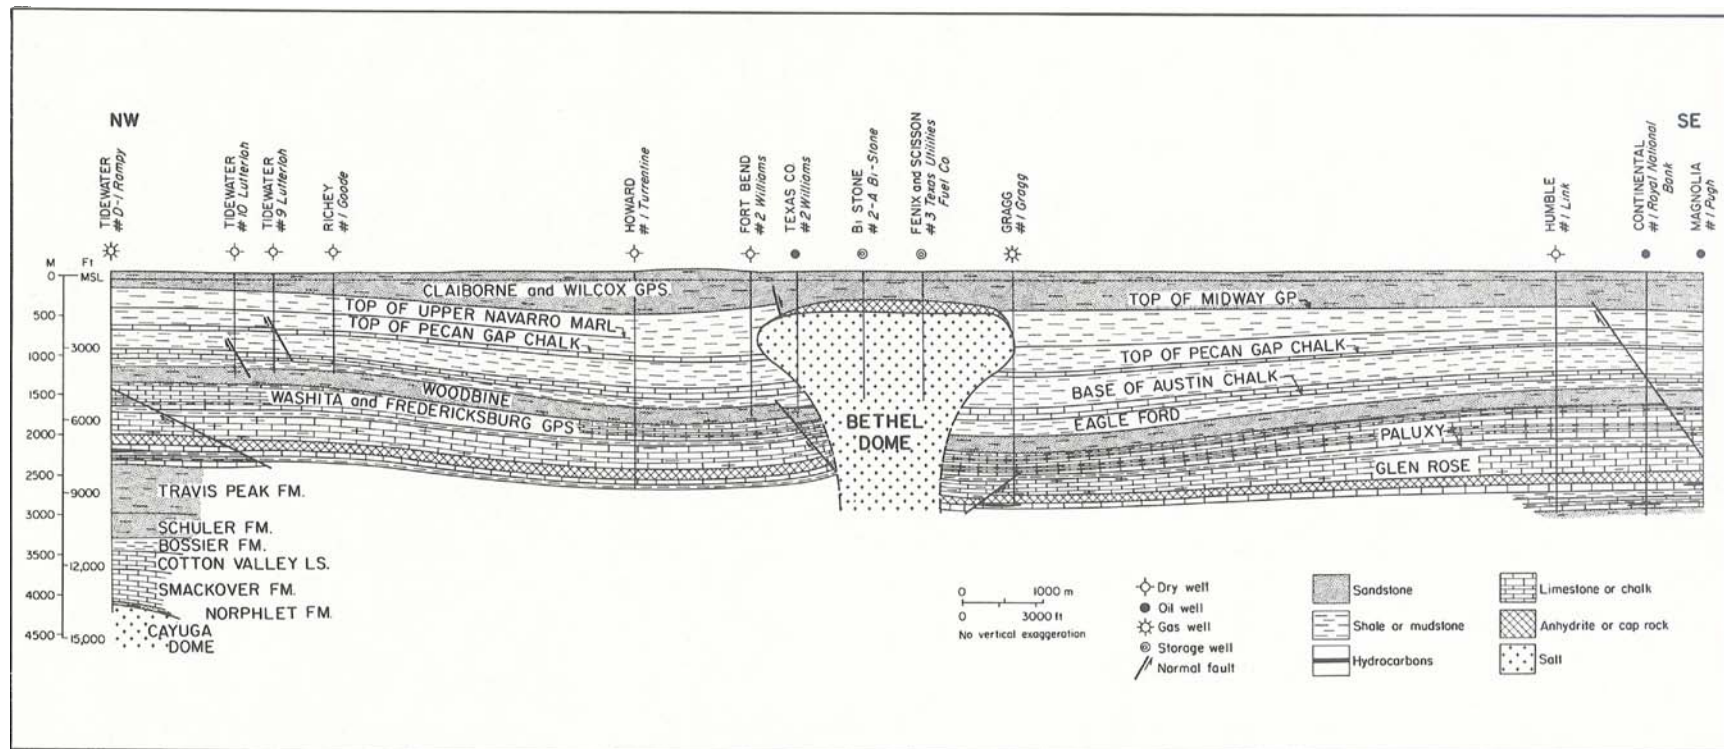 NW
SE
TIDEWATER
# D-1 Rampy
TIDEWATER
# 10 Lutterloh
TIDEWATER
# 9 Lutterloh
RICHEY
# 1 Goode
HOWARD
# 1 Turrentine
FORT BEND
# 2 Williams
TEXAS CO.
# 2 Williams
BI STONE
# 2-A Bi-Stone
FENIX and SCISSON
# 3 Texas Utilities
Fuel Co
GRAGG
# 1 Gragg
HUMBLE
# 1 Link
CONTINENTAL
# 1 Royal National
Bank
MAGNOLIA
# 1 Pugh
M Ft
0 MSL
500
3000
1000
1500
6000
2000
2500
9000
3000
3500
12,000
4000
4500 15,000
CLAIBORNE and WILCOX GPS.
TOP OF UPPER NAVARRO MARL
TOP OF PECAN GAP CHALK
WOODBINE
WASHITA and FREDERICKSBURG GPS.
TRAVIS PEAK FM.
SCHULER FM.
BOSSIER FM.
COTTON VALLEY LS.
SMACKOVER FM.
NORPHLET FM.
CAYUGA
DOME
BETHEL
DOME
TOP OF MIDWAY GP.
TOP OF PECAN GAP CHALK
BASE OF AUSTIN CHALK
EAGLE FORD
PALUXY
GLEN ROSE
0 1000 m
0 3000 ft
No vertical exaggeration
Dry well
Oil well
Gas well
Storage well
Normal fault
Sandstone
Shale or mudstone
Hydrocarbons
Limestone or chalk
Anhydrite or cap rock
Salt